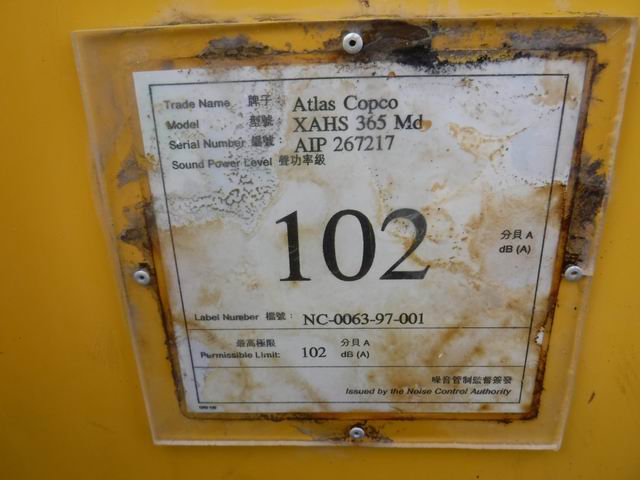 Trade Name 牌子: Atlas Copco
Model 型號: XAHS 365 Md
Serial Number 編號: AIP 267217
Sound Power Level 聲功率級
102 分貝 A dB (A)
Label Number 檔號: NC-0063-97-001
最高極限 分貝 A
Permissible Limit: 102 dB (A)
噪音管制監督簽發
Issued by the Noise Control Authority